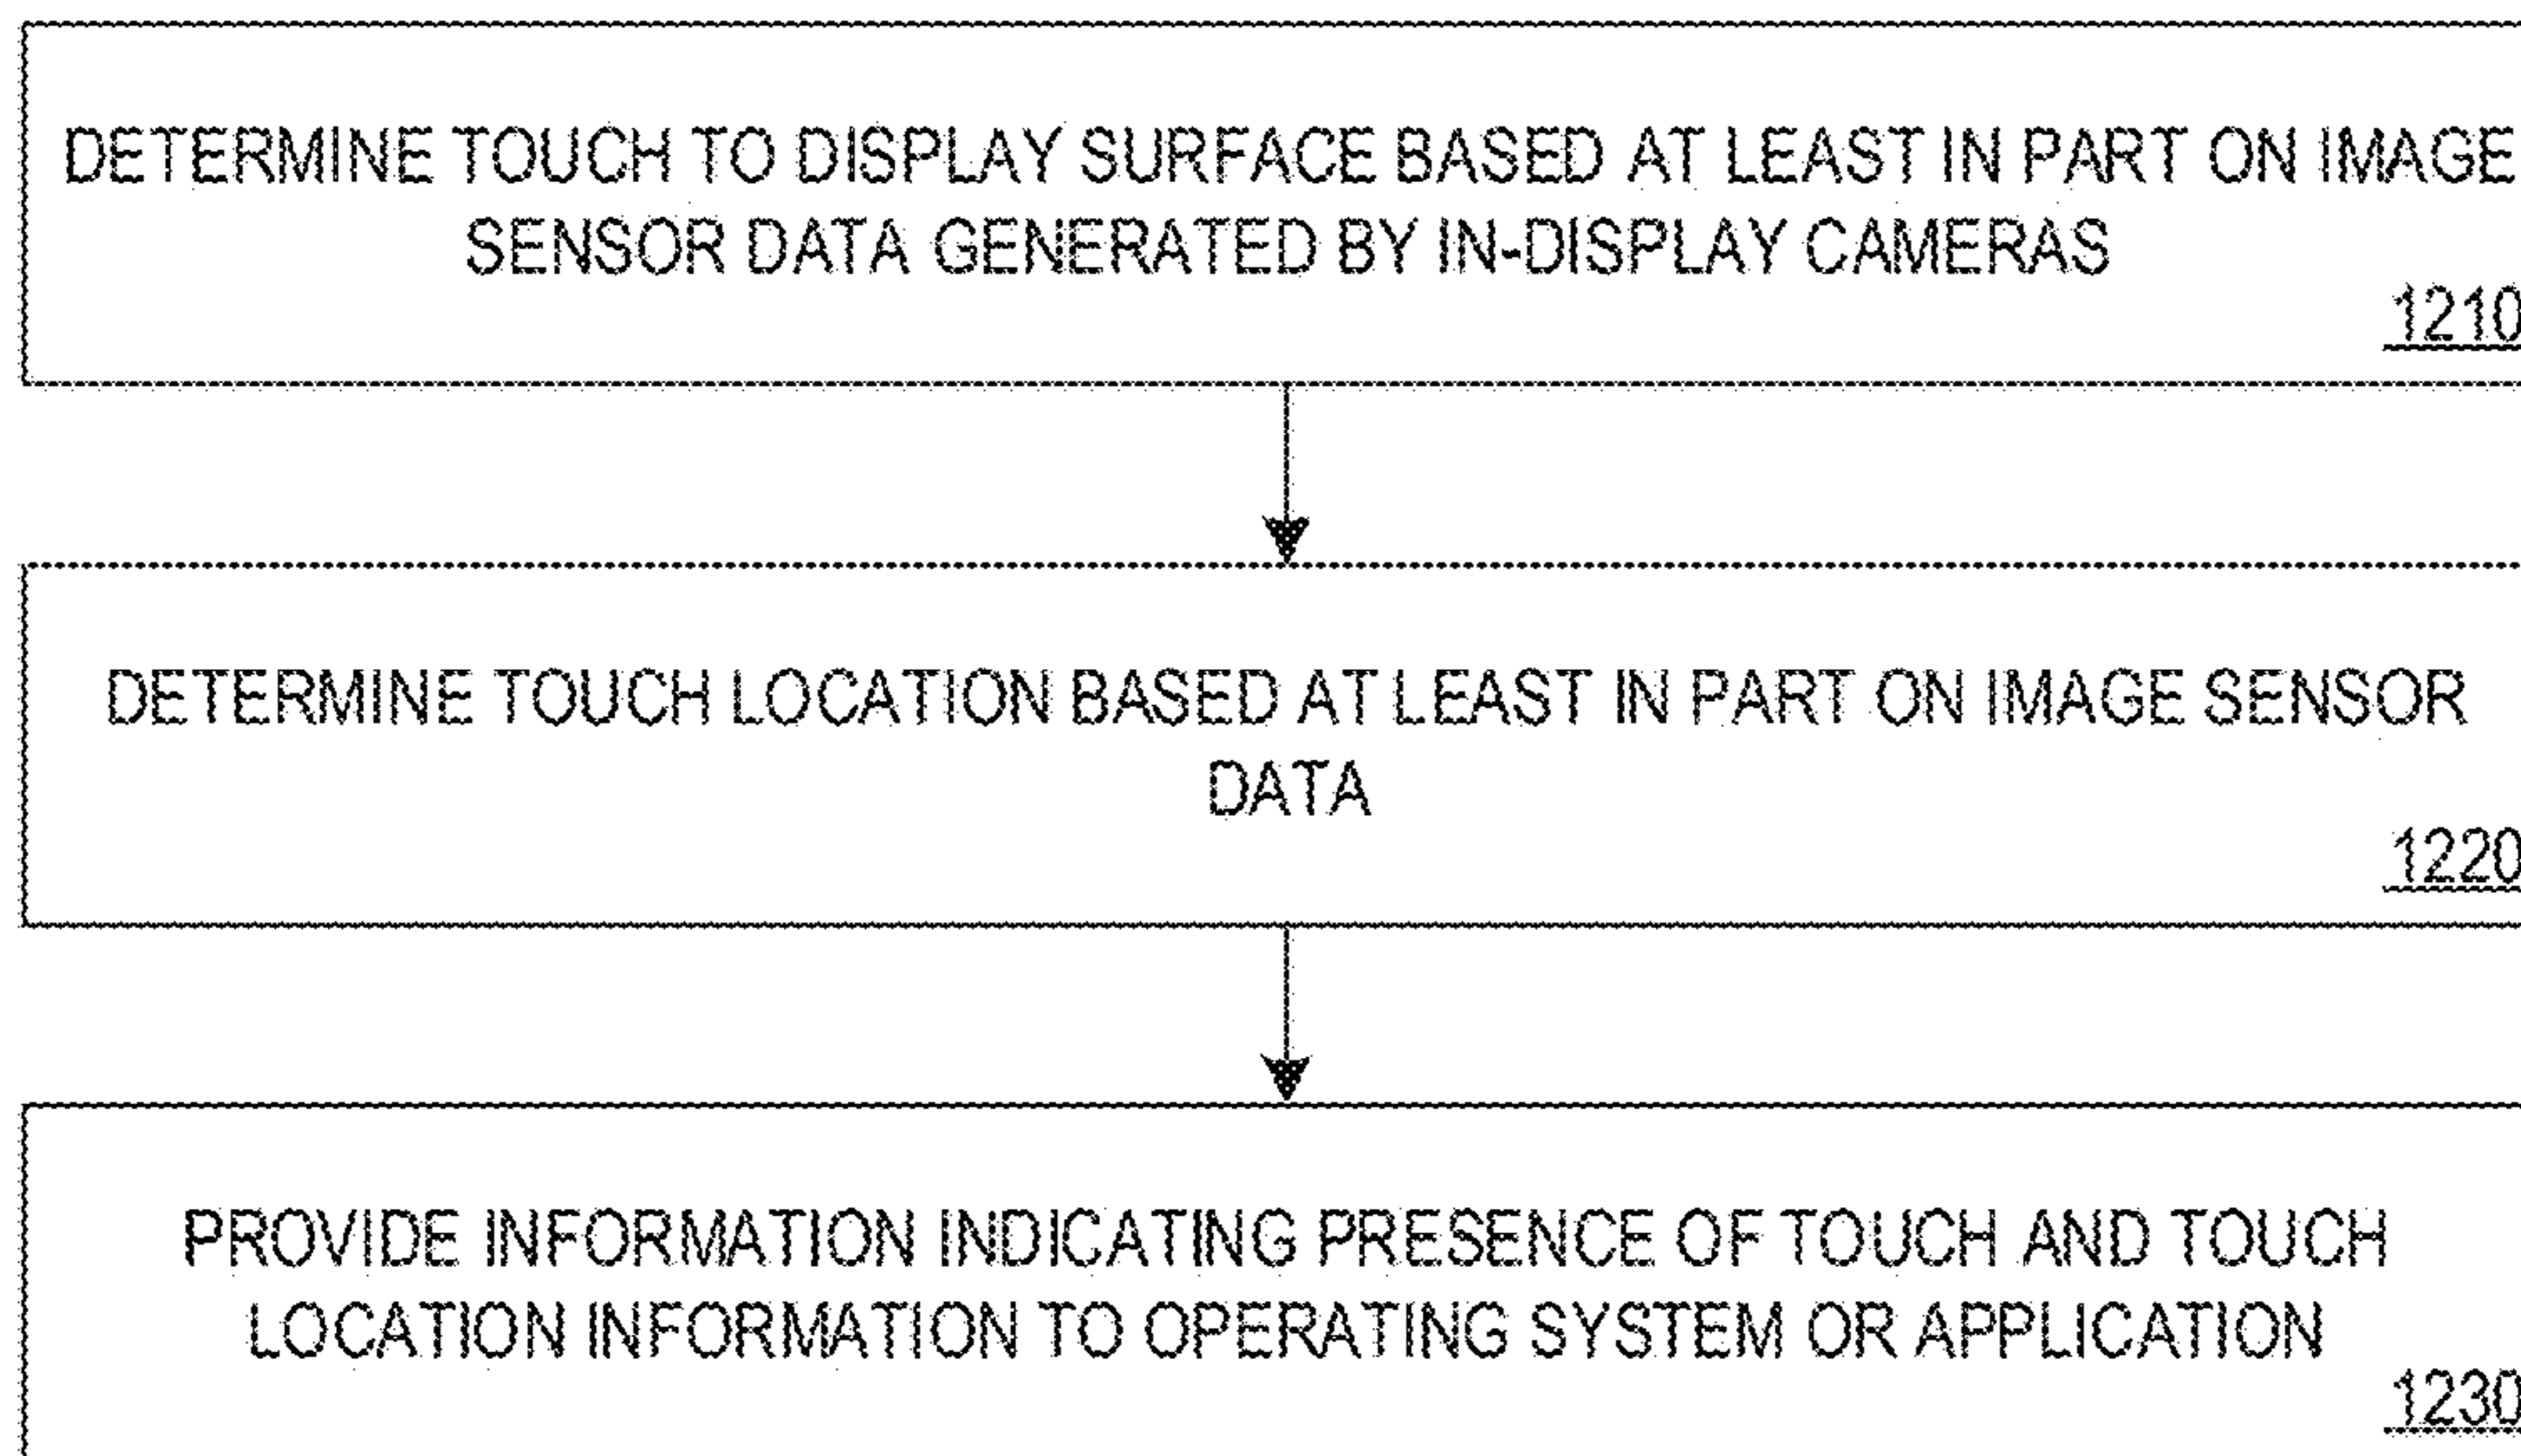 DETERMINE TOUCH TO DISPLAY SURFACE BASED AT LEAST IN PART ON IMAGE
SENSOR DATA GENERATED BY IN-DISPLAY CAMERAS
1210
DETERMINE TOUCH LOCATION BASED AT LEAST IN PART ON IMAGE SENSOR
DATA
1220
PROVIDE INFORMATION INDICATING PRESENCE OF TOUCH AND TOUCH
LOCATION INFORMATION TO OPERATING SYSTEM OR APPLICATION
1230